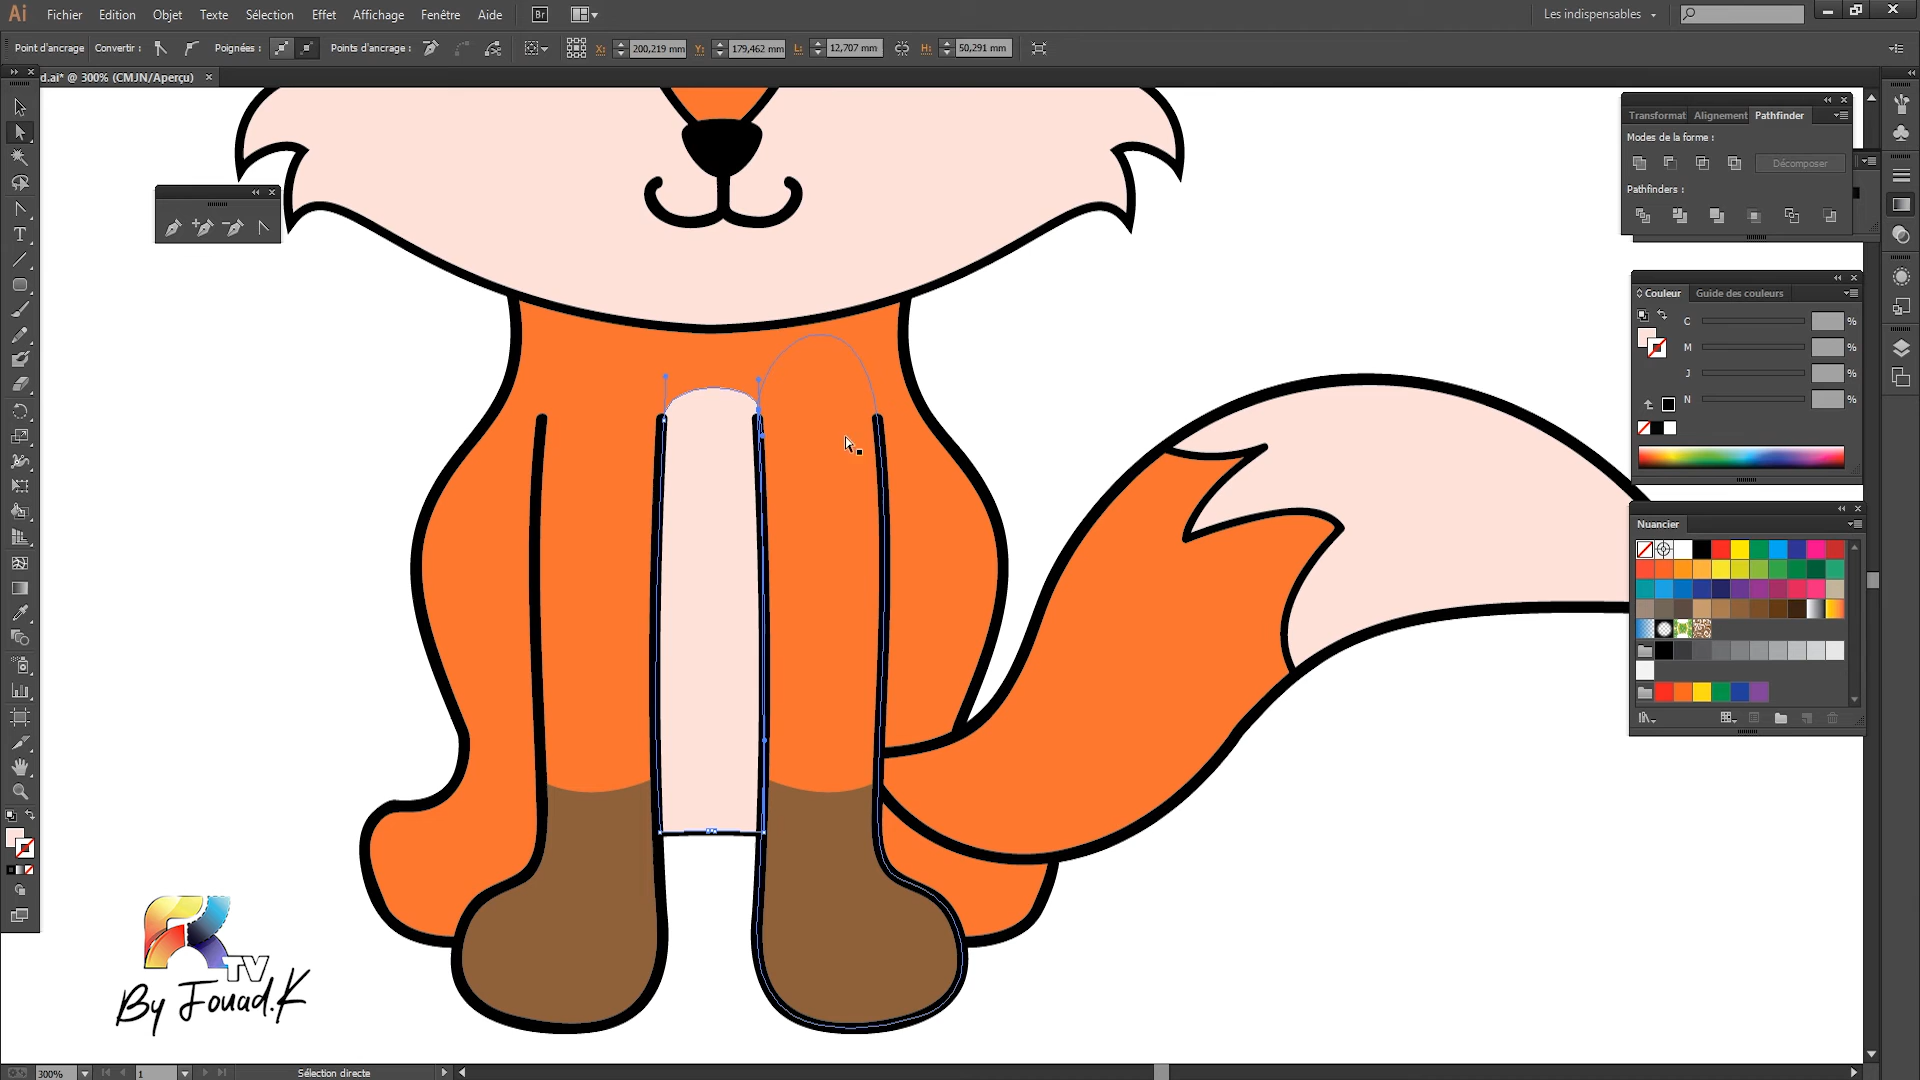 Ai Fichier Edition Objet Texte Sélection Effet Affichage Fenêtre Aide Br Les indispensables
Point d'ancrage Convertir : Poignées : Points d'ancrage : X: 200,219 mm Y: 179,462 mm L: 12,707 mm H: 50,291 mm
d.ai* @ 300% (CMJN/Aperçu)
Transformat Alignement Pathfinder
Modes de la forme :
Décomposer
Pathfinders :
Couleur Guide des couleurs
C %
M %
J %
N %
Nuancier
TV
By Fouad.K
300% 1 Sélection directe